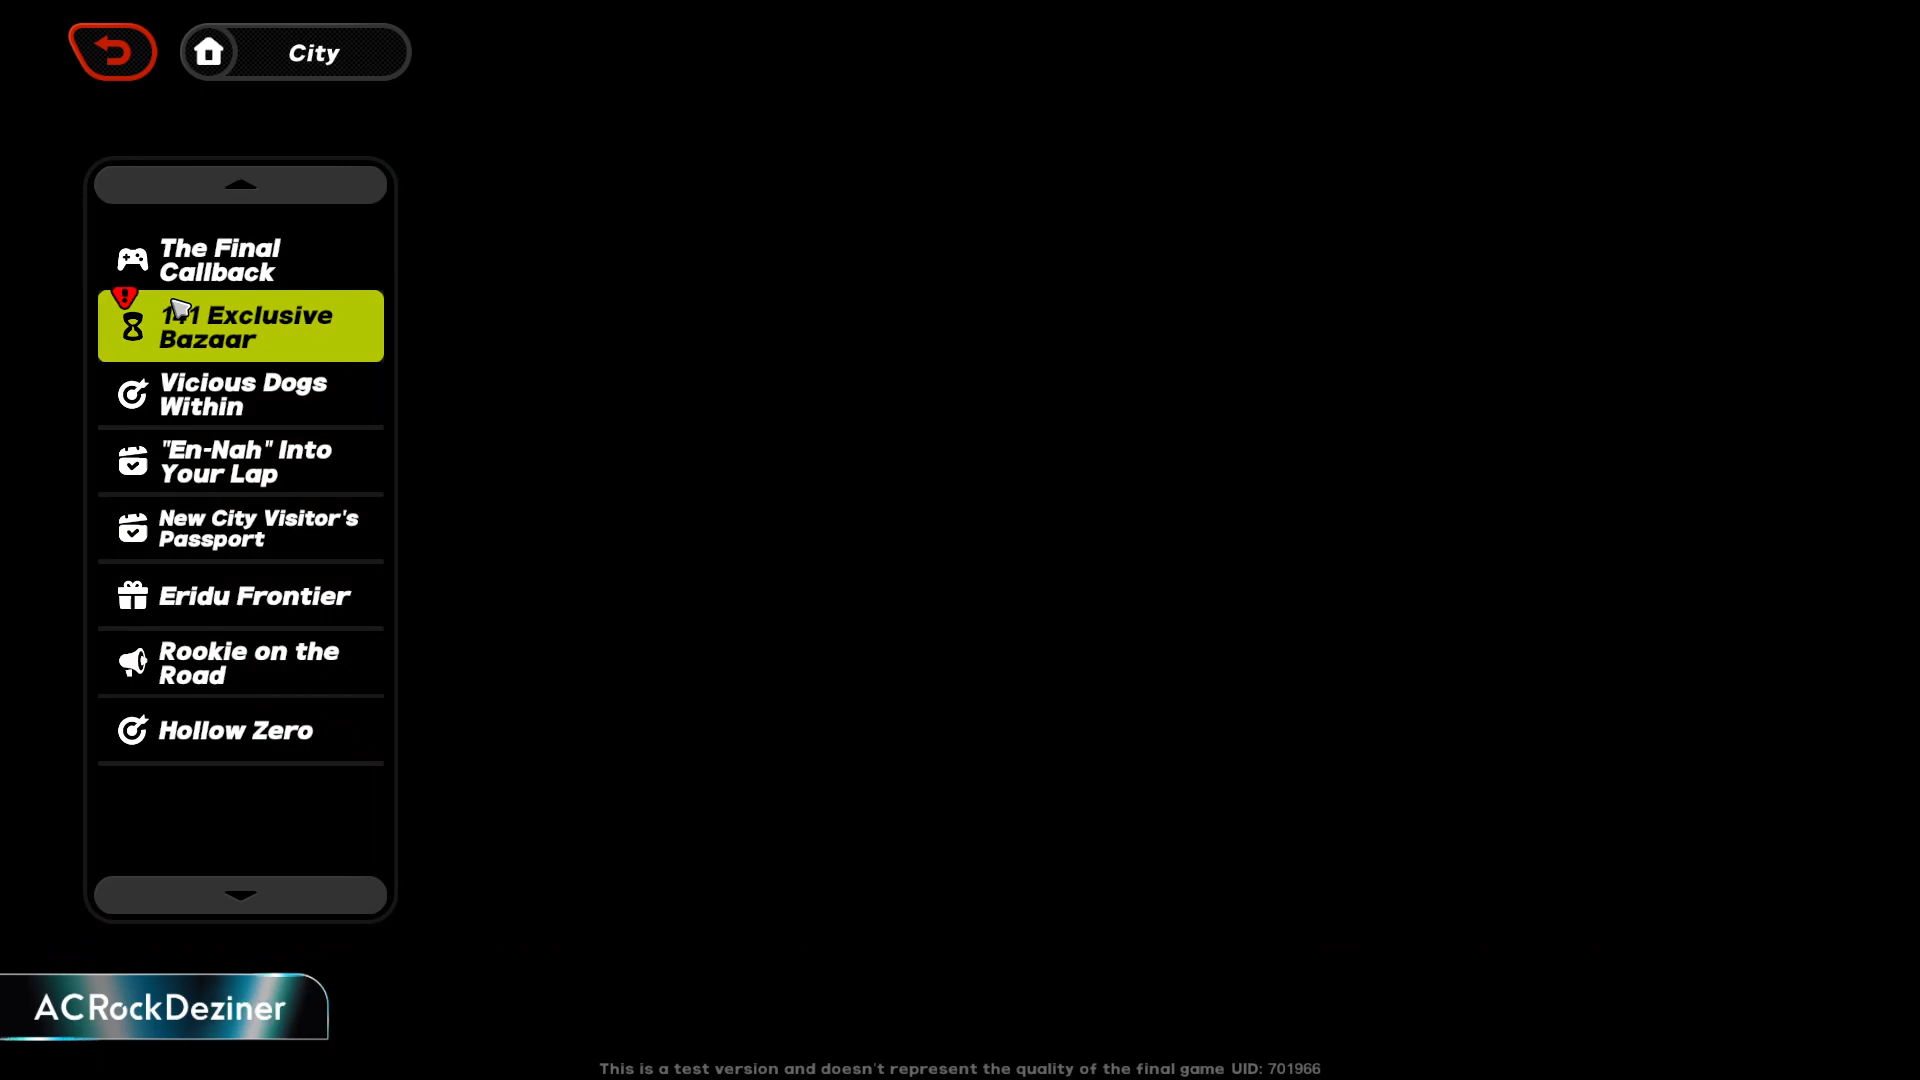 City
The Final
Callback
141 Exclusive
Bazaar
Vicious Dogs
Within
"En-Nah" Into
Your Lap
New City Visitor's
Passport
Eridu Frontier
Rookie on the
Road
Hollow Zero
ACRockDeziner
This is a test version and doesn't represent the quality of the final game UID: 701966